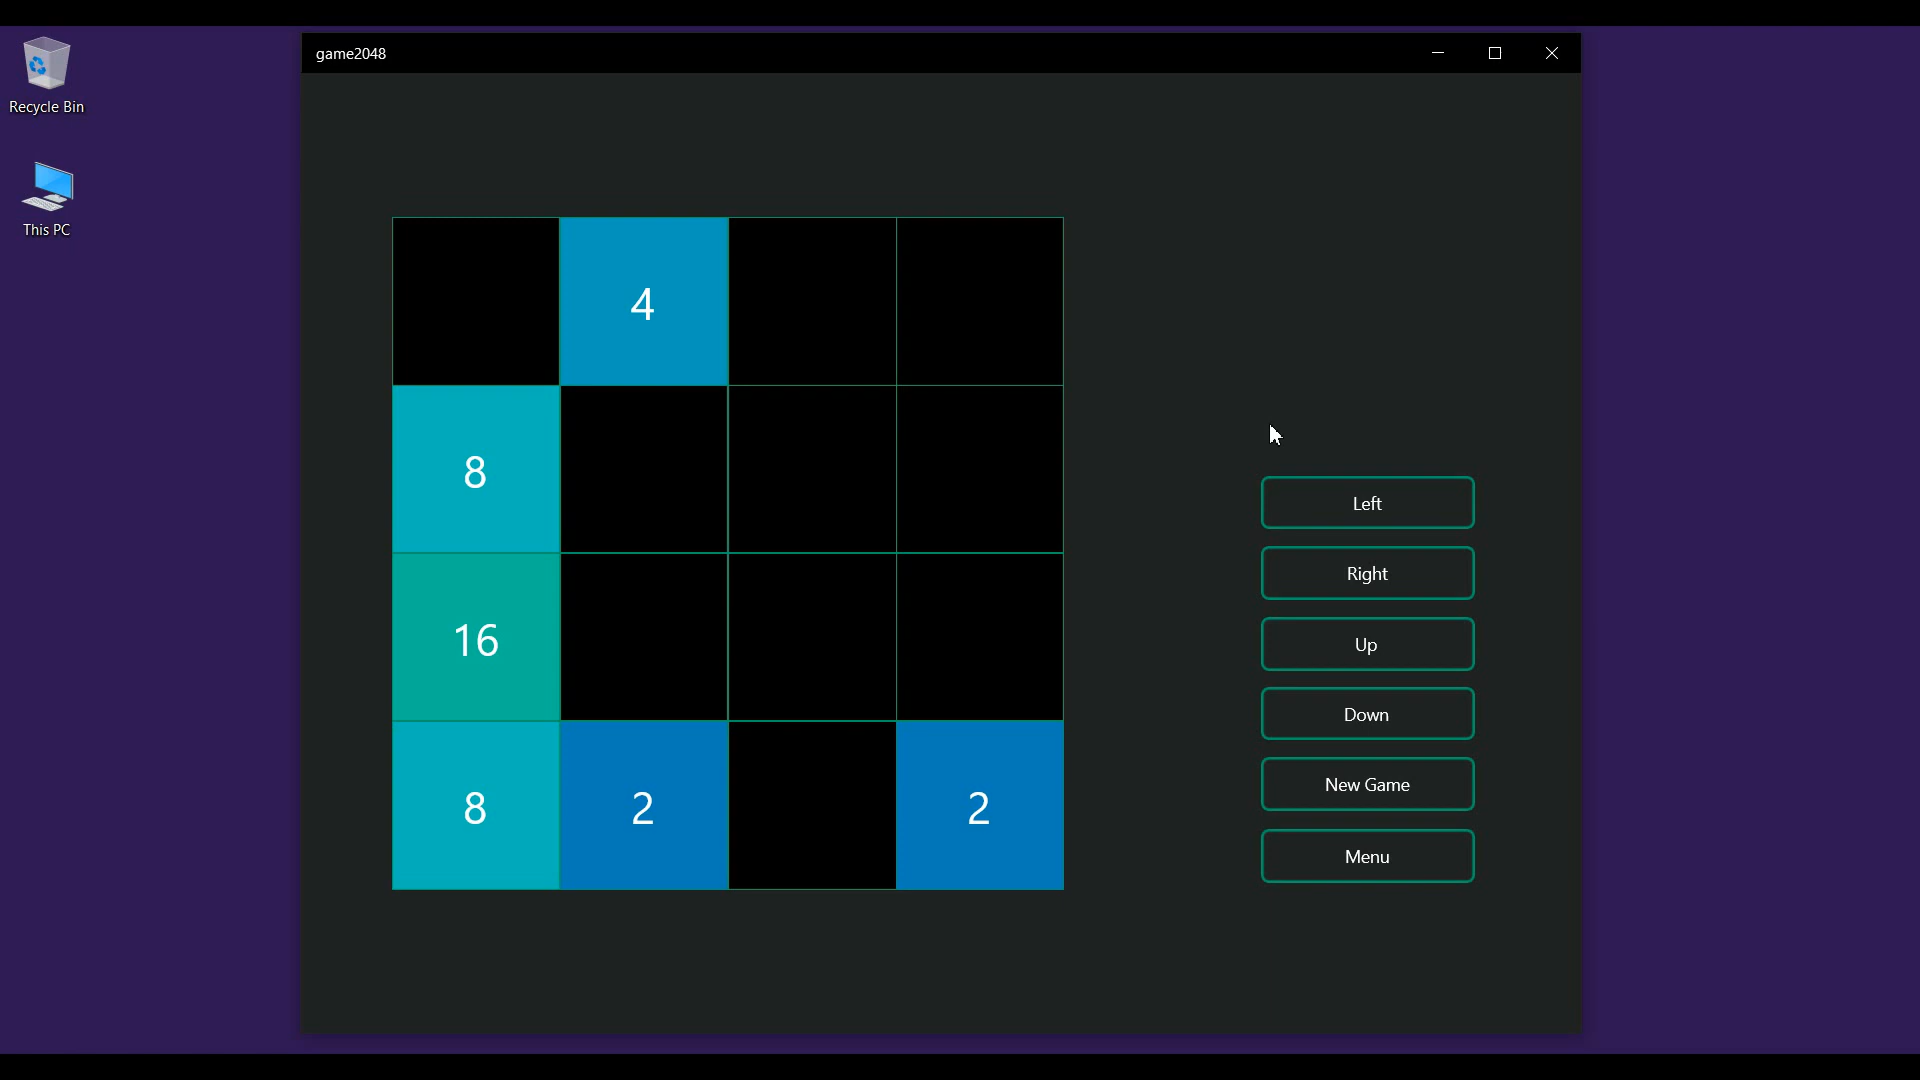 game2048
Recycle Bin
This PC
4
8
16
8 2 2
Left
Right
Up
Down
New Game
Menu